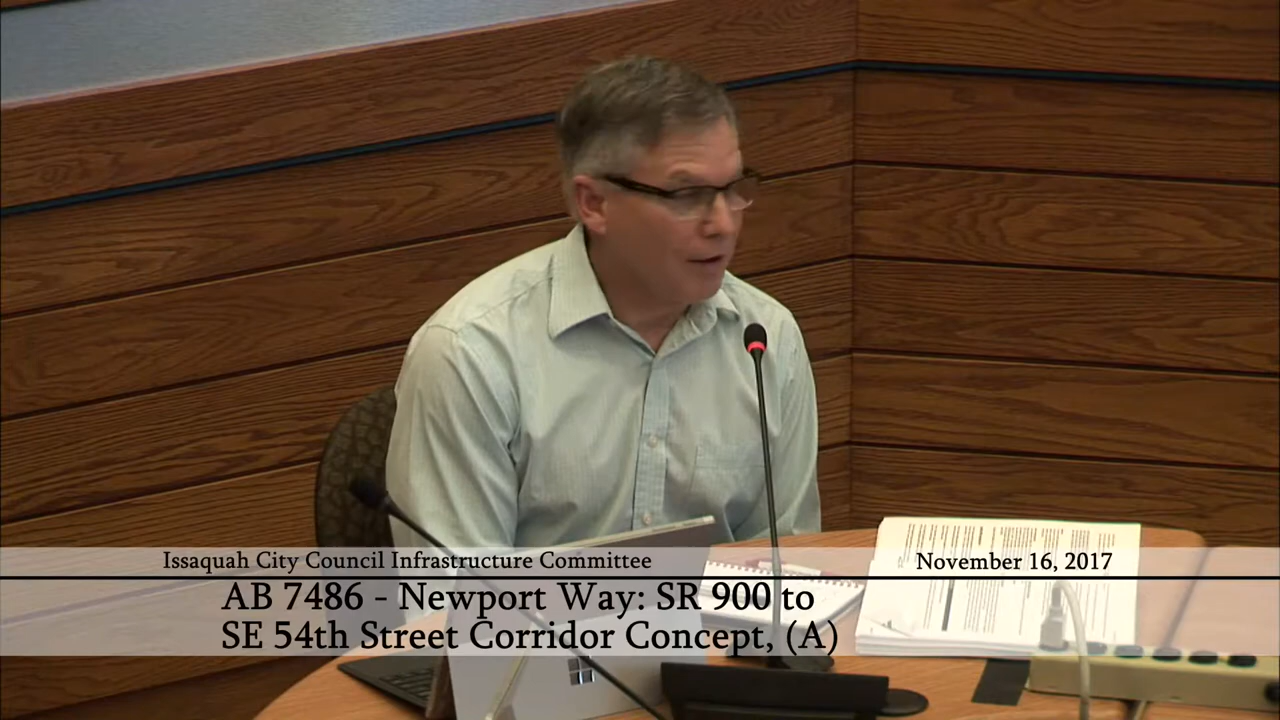 Issaquah City Council Infrastructure Committee
November 16, 2017
AB 7486 - Newport Way: SR 900 to
SE 54th Street Corridor Concept, (A)